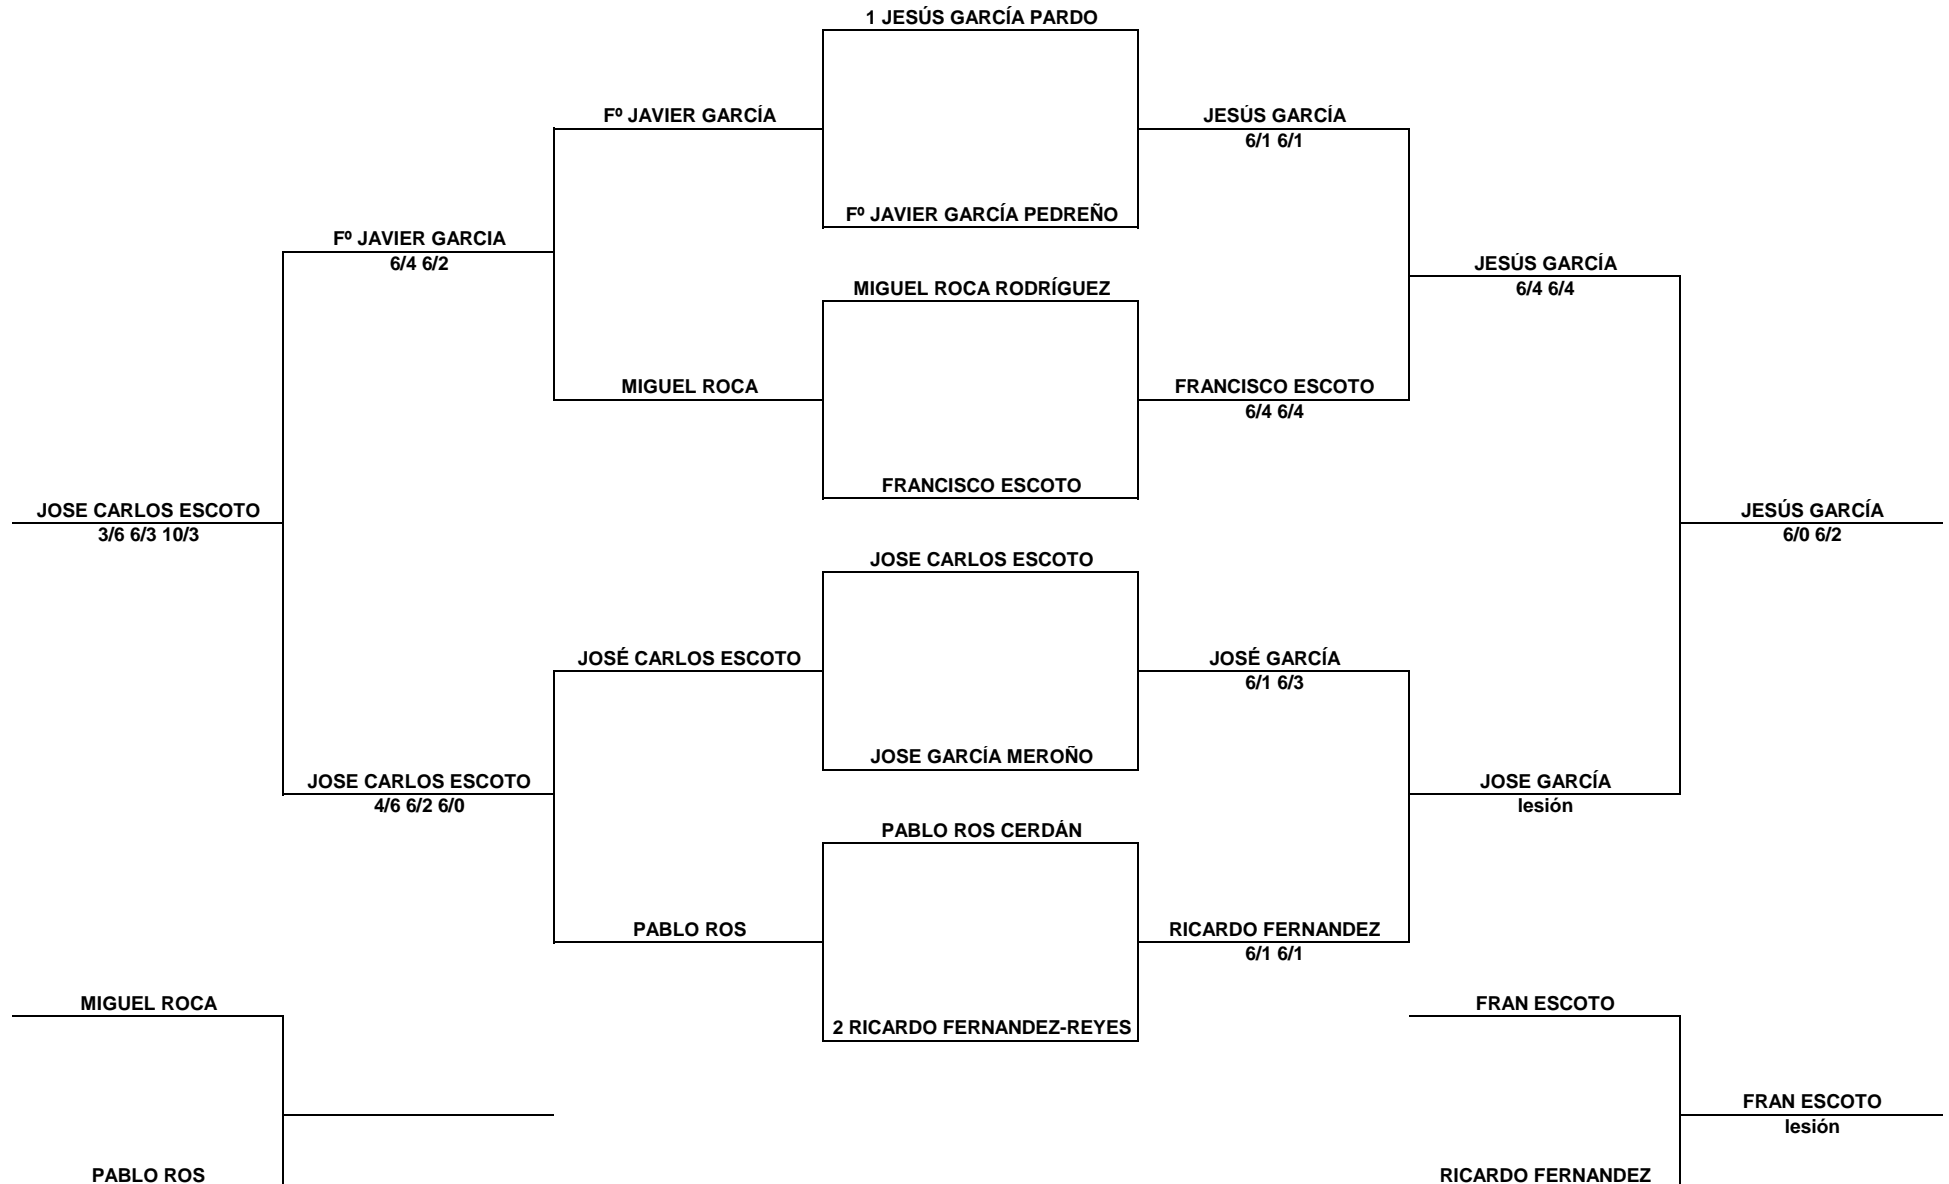 1 JESÚS GARCÍA PARDO
Fº JAVIER GARCÍA
JESÚS GARCÍA
6/1 6/1
Fº JAVIER GARCÍA PEDREÑO
Fº JAVIER GARCIA
6/4 6/2
JESÚS GARCÍA
6/4 6/4
MIGUEL ROCA RODRÍGUEZ
MIGUEL ROCA
FRANCISCO ESCOTO
6/4 6/4
FRANCISCO ESCOTO
JOSE CARLOS ESCOTO
3/6 6/3 10/3
JESÚS GARCÍA
6/0 6/2
JOSE CARLOS ESCOTO
JOSÉ CARLOS ESCOTO
JOSÉ GARCÍA
6/1 6/3
JOSE GARCÍA MEROÑO
JOSE CARLOS ESCOTO
4/6 6/2 6/0
JOSE GARCÍA
lesión
PABLO ROS CERDÁN
PABLO ROS
RICARDO FERNANDEZ
6/1 6/1
MIGUEL ROCA
FRAN ESCOTO
2 RICARDO FERNANDEZ-REYES
FRAN ESCOTO
lesión
PABLO ROS
RICARDO FERNANDEZ